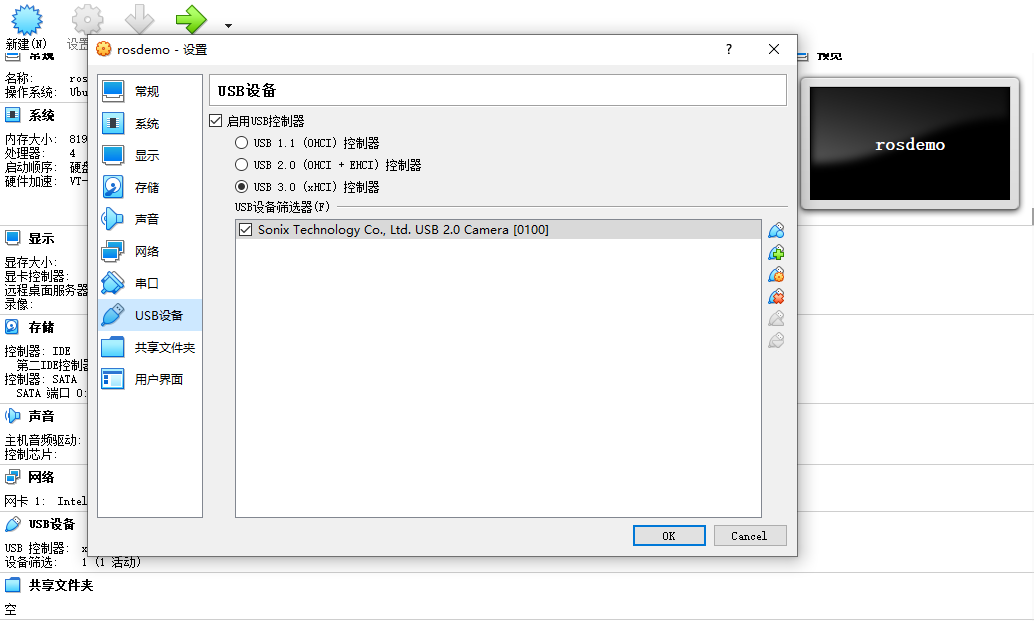 新建(N)
设置
rosdemo - 设置
?
常规
预览
名称: ros
操作系统: Ubu
系统
内存大小: 819
处理器: 4
启动顺序: 硬盘
硬件加速: VT-
显示
显存大小:
显卡控制器:
远程桌面服务器
录像:
存储
控制器: IDE
第二IDE控制器
控制器: SATA
SATA 端口 0:
声音
主机音频驱动:
控制芯片:
网络
网卡 1: Intel
USB设备
USB 控制器: x
设备筛选: 1 (1 活动)
共享文件夹
空
常规
系统
显示
存储
声音
网络
串口
USB设备
共享文件夹
用户界面
USB设备
启用USB控制器
USB 1.1 (OHCI) 控制器
USB 2.0 (OHCI + EHCI) 控制器
USB 3.0 (xHCI) 控制器
USB设备筛选器(F)
Sonix Technology Co., Ltd. USB 2.0 Camera [0100]
OK
Cancel
rosdemo